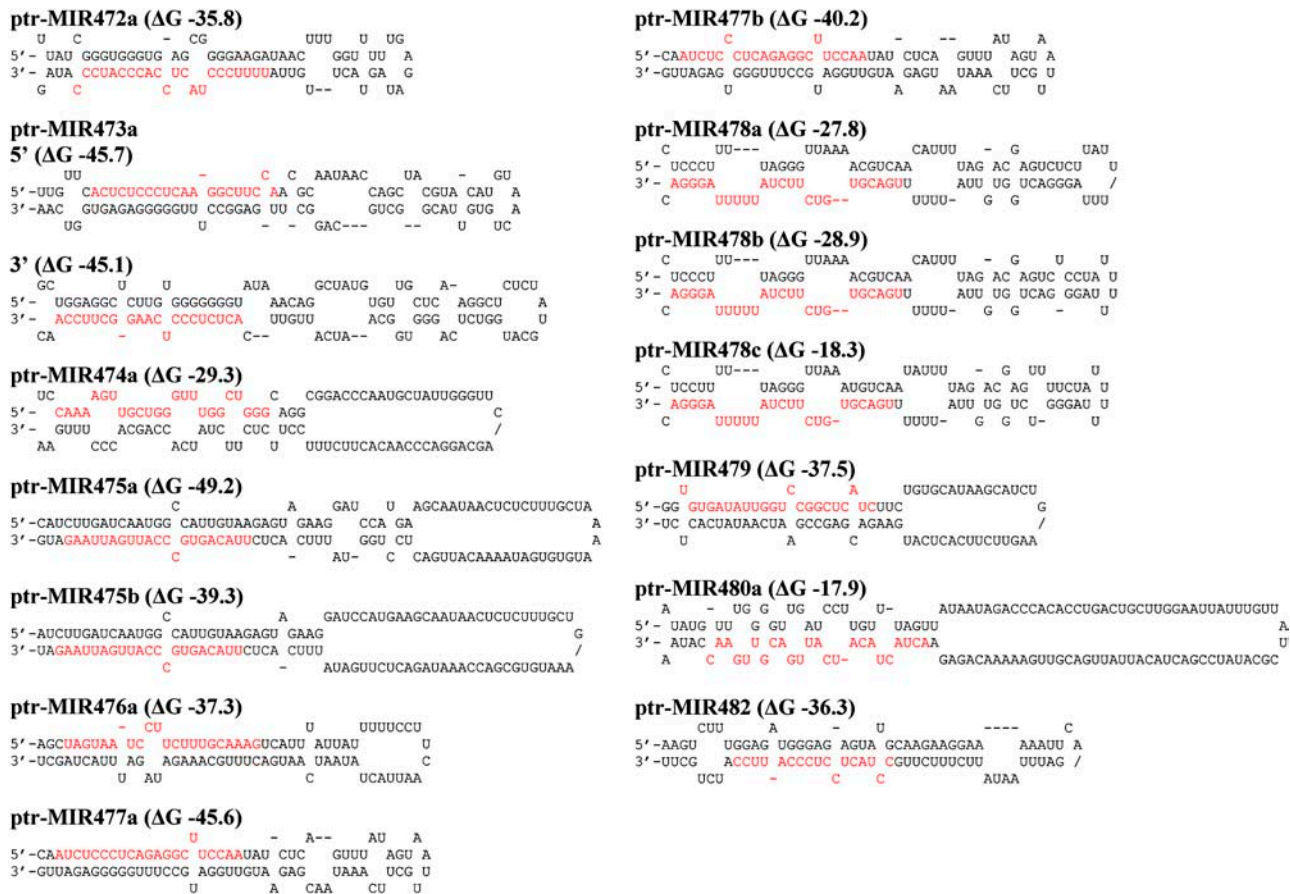 ptr-MIR472a (ΔG -35.8)
U C - CG UUU U UG
5’- UAU GGGUGGGUG AG GGGAAGAUAAC GGU UU A
3’- AUA CCUACCCAC UC CCCUUUUAUUG UCA GA G
G C C AU U-- U UA
ptr-MIR473a
5’ (ΔG -45.7)
UU - C C AAUAAC UA - GU
5’- UUG CACUCUCCCUCAA GGCUUC A AGC CAGC CGUA CAU A
3’- AAC GUGAGAGGGGGUU CCGGAG U UCG GUCG GCAU GUG A
UG U - - GAC--- -- U UC
3’ (ΔG -45.1)
GC U U AUA GCUAUG UG A- CUCU
5’- UGGAGGC CUUG GGGGGGGU AACAG UGU CUC AGGCU A
3’- ACCUUCG GAAC CCCUCUCA UUGUU ACG GGG UCUGG U
CA - U C-- ACUA-- GU AC UACG
ptr-MIR474a (ΔG -29.3)
UC AGU GUU CU C CGGACCCAAUGCUAUUGGGUU
5’- CAAA UGCUGG UGG GGG AGG C
3’- GUUU ACGACC AUC CUC UCC /
AA CCC ACU UU U UUUCUUCACAACCCAGGACGA
ptr-MIR475a (ΔG -49.2)
C A GAU U AGCAAUAACUCUCUUUGCUA
5’- CAUCUUGAUCAAUGG CAUUGUAAGAGU GAAG CCA GA A
3’- GUAGAAUUAGUUACC GUGACAUUCUCA CUUU GGU CU A
C - AU- C CAGUUACAAAAUAGUGUGUA
ptr-MIR475b (ΔG -39.3)
C A GAUCCAUGAAGCAAUAACUCUCUUUGCU
5’- AUCUUGAUCAAUGG CAUUGUAAGAGU GAAG G
3’- UAGAAUUAGUUACC GUGACAUUCUCA CUUU /
C - AUAGUUCUCAGAUAAACCAGCGUGUAAA
ptr-MIR476a (ΔG -37.3)
- CU U UUUUCCU
5’- AGCUAGUAA UC UCUUUGCAAAGUCAUU AUUAU U
3’- UCGAUCAUU AG AGAAACGUUUCAGUAA UAAUA C
U AU C UCAUUAA
ptr-MIR477a (ΔG -45.6)
U - A-- AU A
5’- CAAUCUCCCUCAGAGGC UCCAAUAU CUC GUUU AGU A
3’- GUUAGAGGGGGUUUCCG AGGUUGUA GAG UAAA UCG U
U A CAA CU U
ptr-MIR477b (ΔG -40.2)
C U - -- AU A
5’- CAAUCUC CUCAGAGGC UCCAAUAU CUCA GUUU AGU A
3’- GUUAGAG GGGUUUCCG AGGUUGUA GAGU UAAA UCG U
U U A AA CU U
ptr-MIR478a (ΔG -27.8)
C UU--- UUAAA CAUUU - G UAU
5’- UCCCU UAGGG ACGUCAA UAG AC AGUCUCU U
3’- AGGGA AUCUU UGCAGUU AUU UG UCAGGGA /
C UUUUU CUG-- UUUU- G G UUU
ptr-MIR478b (ΔG -28.9)
C UU--- UUAAA CAUUU - G U U
5’- UCCCU UAGGG ACGUCAA UAG AC AGUC CCUA U
3’- AGGGA AUCUU UGCAGUU AUU UG UCAG GGAU U
C UUUUU CUG-- UUUU- G G - U
ptr-MIR478c (ΔG -18.3)
C UU--- UUAA UAUUU - G UU U
5’- UCCUU UAGGG AUGUCAA UAG AC AG UUCUA U
3’- AGGGA AUCUU UGCAGUU AUU UG UC GGGAU U
C UUUUU CUG- UUUU- G G U- U
ptr-MIR479 (ΔG -37.5)
U C A UGUGCAUAAGCAUCU
5’- GG GUGAUAUUGGU CGGCUC UCUUC G
3’- UC CACUAUAACUA GCCGAG AGAAG /
U A C UACUCACUUCUUGAA
ptr-MIR480a (ΔG -17.9)
A - UG G UG CCU U- AUAAUAGACCCACACCUGACUGCUUGGAAUUAUUUGUU
5’- UAUG UU G GU AU UGU UAGUU A
3’- AUAC AA U CA UA ACA AUCAA U
A C GU G GU CU- UC GAGACAAAAAGUUGCAGUUAUUACAUCAGCCUAUACGC
ptr-MIR482 (ΔG -36.3)
CUU A - U ---- C
5’- AAGU UGGAG UGGGAG AGUA GCAAGAAGGAA AAAUU A
3’- UUCG ACCUU ACCCUC UCAU CGUUCUUUCUU UUUAG /
UCU - C C AUAA